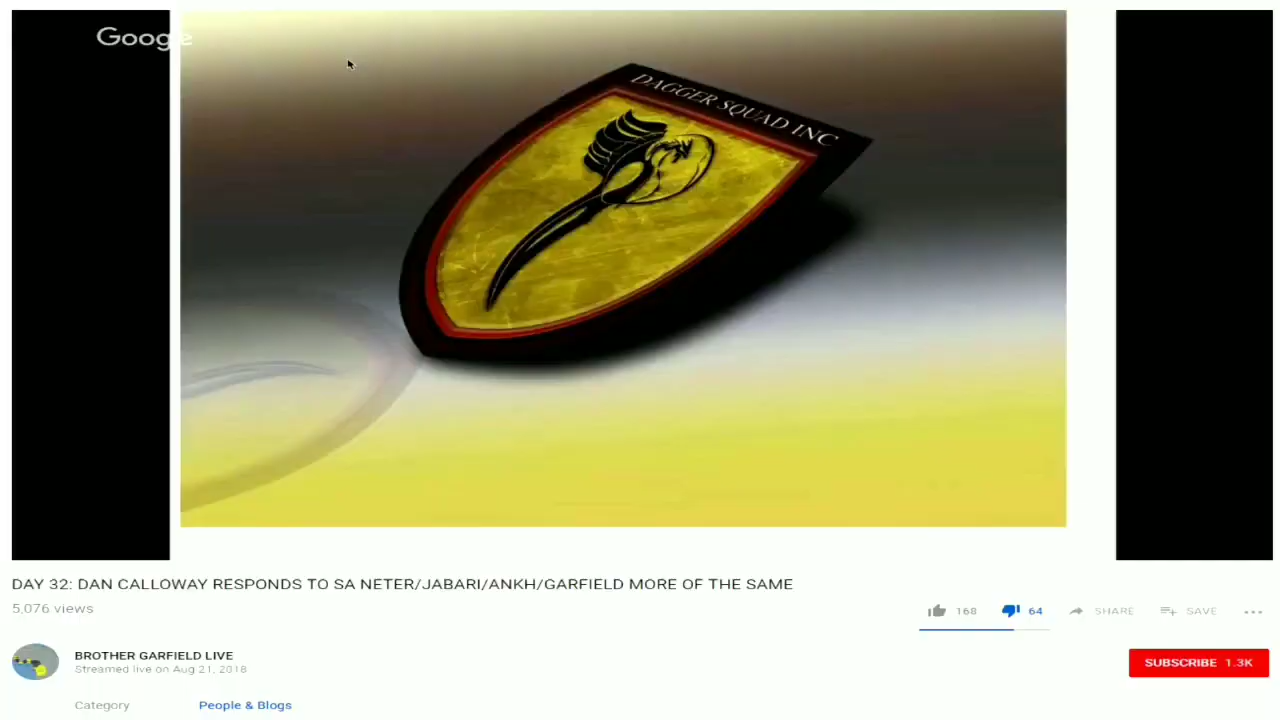 Google
DAGGER SQUAD INC
DAY 32: DAN CALLOWAY RESPONDS TO SA NETER/JABARI/ANKH/GARFIELD MORE OF THE SAME
5,076 views
168
64
SHARE
SAVE
BROTHER GARFIELD LIVE
Streamed live on Aug 21, 2018
SUBSCRIBE 1.3K
Category
People & Blogs